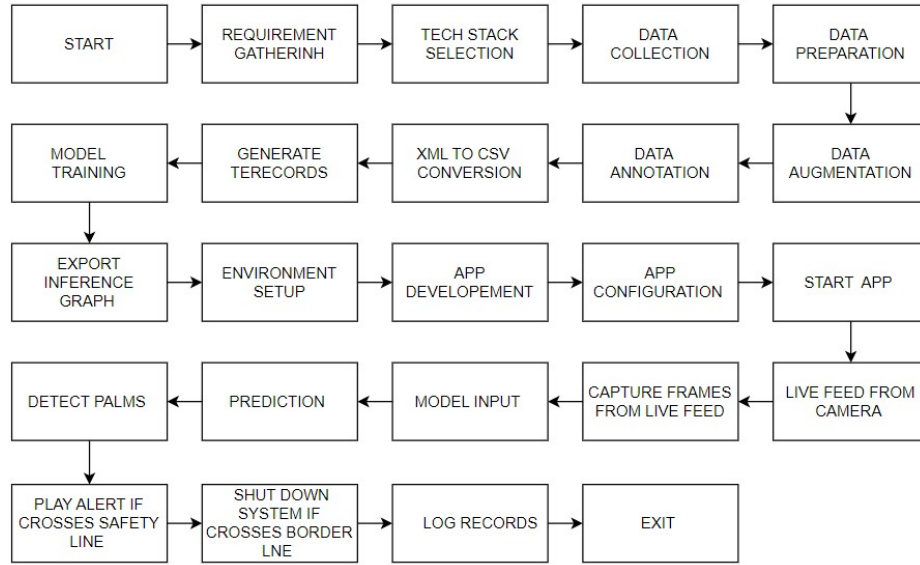 START
REQUIREMENT
GATHERINH
TECH STACK
SELECTION
DATA
COLLECTION
DATA
PREPARATION
MODEL
TRAINING
GENERATE
TERECORDS
XML TO CSV
CONVERSION
DATA
ANNOTATION
DATA
AUGMENTATION
EXPORT
INFERENCE
GRAPH
ENVIRONMENT
SETUP
APP
DEVELOPEMENT
APP
CONFIGURATION
START APP
DETECT PALMS
PREDICTION
MODEL INPUT
CAPTURE FRAMES
FROM LIVE FEED
LIVE FEED FROM
CAMERA
PLAY ALERT IF
CROSSES SAFETY
LINE
SHUT DOWN
SYSTEM IF
CROSSES BORDER
LNE
LOG RECORDS
EXIT